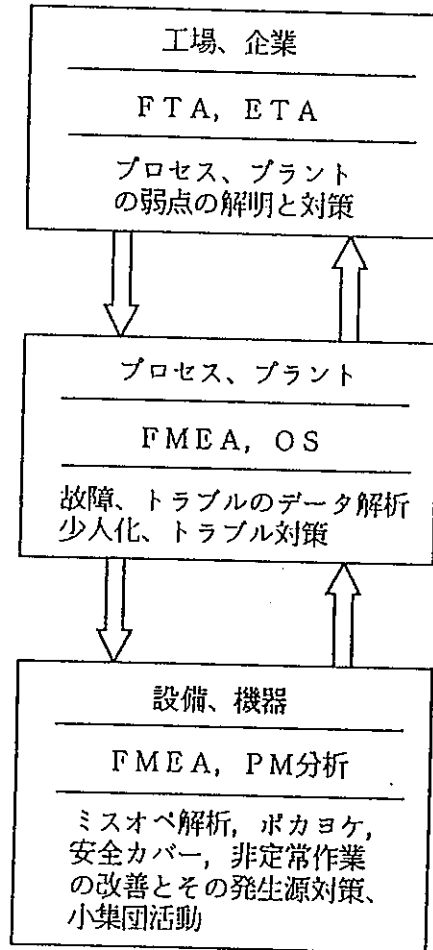 工場、企業
FTA, ETA
プロセス、プラント
の弱点の解明と対策
プロセス、プラント
FMEA, OS
故障、トラブルのデータ解析
少人化、トラブル対策
設備、機器
FMEA, PM分析
ミスオペ解析, ポカヨケ,
安全カバー, 非定常作業
の改善とその発生源対策、
小集団活動